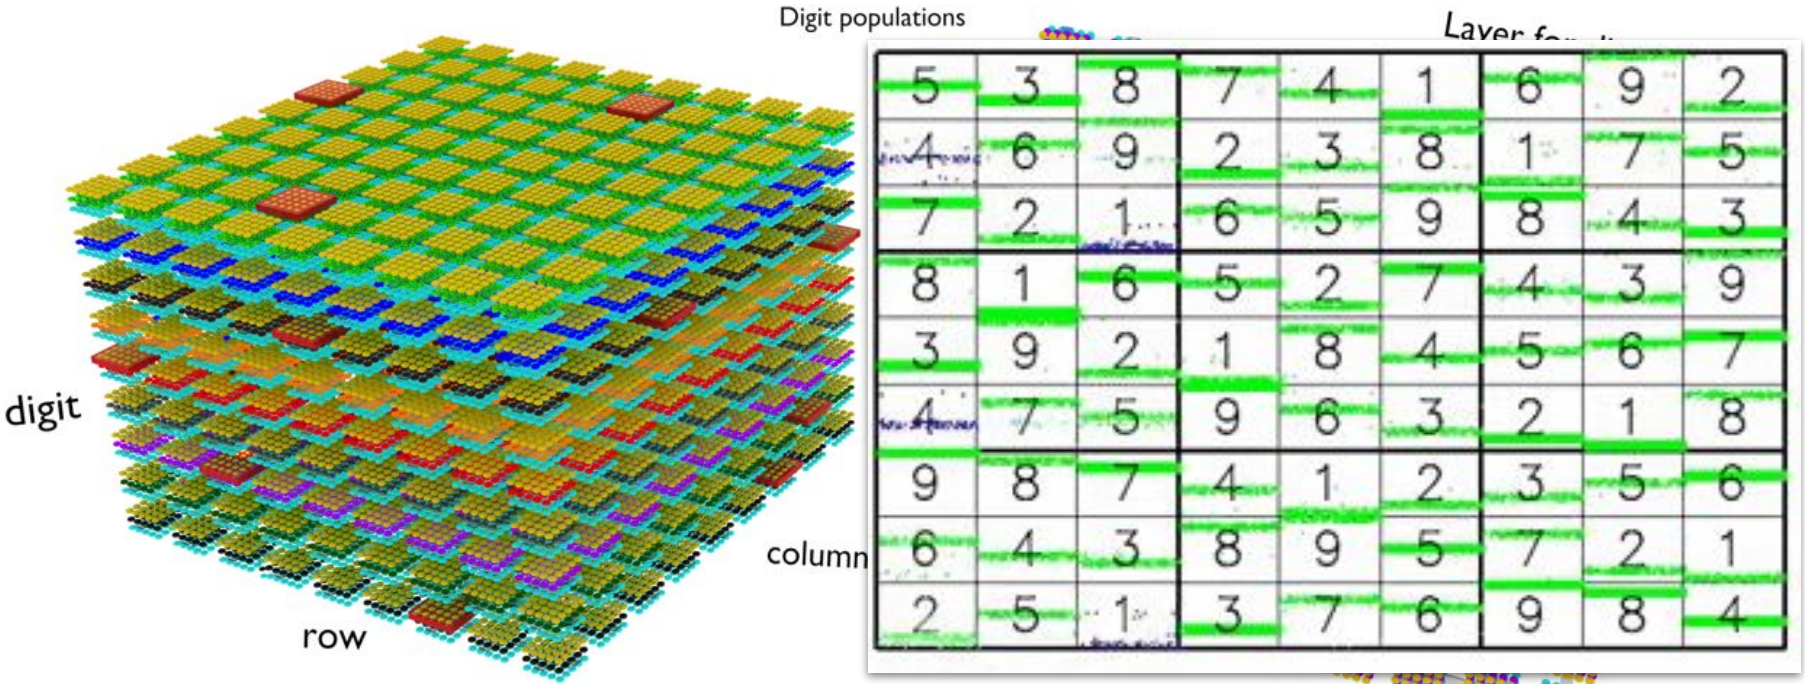 Digit populations
Layer for
digit
row
column
5 3 8 7 4 1 6 9 2
4 6 9 2 3 8 1 7 5
7 2 1 6 5 9 8 4 3
8 1 6 5 2 7 4 3 9
3 9 2 1 8 4 5 6 7
4 7 5 9 6 3 2 1 8
9 8 7 4 1 2 3 5 6
6 4 3 8 9 5 7 2 1
2 5 1 3 7 6 9 8 4